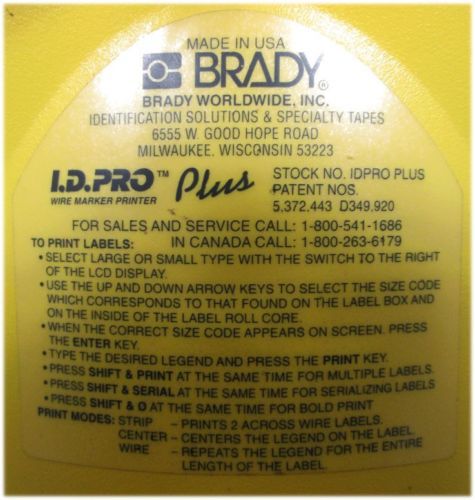 MADE IN USA
BRADY®
BRADY WORLDWIDE, INC.
IDENTIFICATION SOLUTIONS & SPECIALTY TAPES
6555 W. GOOD HOPE ROAD
MILWAUKEE, WISCONSIN 53223
I.D.PRO™ Plus
WIRE MARKER PRINTER
STOCK NO. IDPRO PLUS
PATENT NOS.
5,372,443 D349,920
FOR SALES AND SERVICE CALL: 1-800-541-1686
IN CANADA CALL: 1-800-263-6179
TO PRINT LABELS:
• SELECT LARGE OR SMALL TYPE WITH THE SWITCH TO THE RIGHT
OF THE LCD DISPLAY.
• USE THE UP AND DOWN ARROW KEYS TO SELECT THE SIZE CODE
WHICH CORRESPONDS TO THAT FOUND ON THE LABEL BOX AND
ON THE INSIDE OF THE LABEL ROLL CORE.
• WHEN THE CORRECT SIZE CODE APPEARS ON SCREEN. PRESS
THE ENTER KEY.
• TYPE THE DESIRED LEGEND AND PRESS THE PRINT KEY.
• PRESS SHIFT & PRINT AT THE SAME TIME FOR MULTIPLE LABELS.
• PRESS SHIFT & SERIAL AT THE SAME TIME FOR SERIALIZING LABELS
• PRESS SHIFT & Ø AT THE SAME TIME FOR BOLD PRINT
PRINT MODES: STRIP – PRINTS 2 ACROSS WIRE LABELS.
CENTER – CENTERS THE LEGEND ON THE LABEL.
WIRE – REPEATS THE LEGEND FOR THE ENTIRE
LENGTH OF THE LABEL.